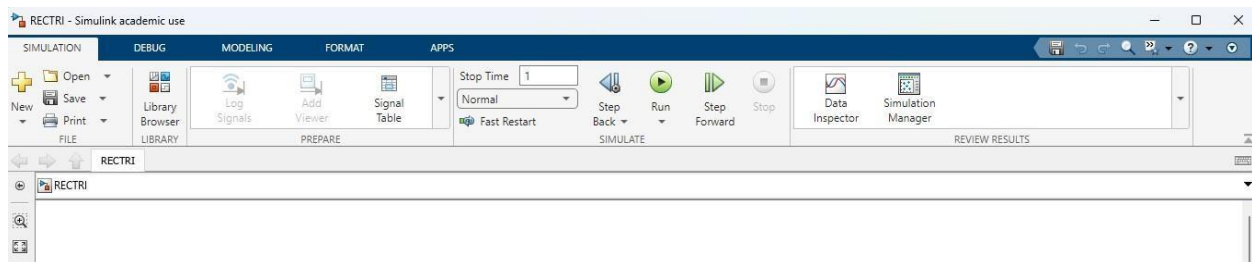 RECTRI - Simulink academic use
SIMULATION DEBUG MODELING FORMAT APPS
New
Open
Save
Print
FILE
Library
Browser
LIBRARY
Log
Signals
Add
Viewer
Signal
Table
PREPARE
Stop Time 1
Normal
Fast Restart
Step
Back
Run
Step
Forward
Stop
SIMULATE
Data
Inspector
Simulation
Manager
REVIEW RESULTS
RECTRI
RECTRI